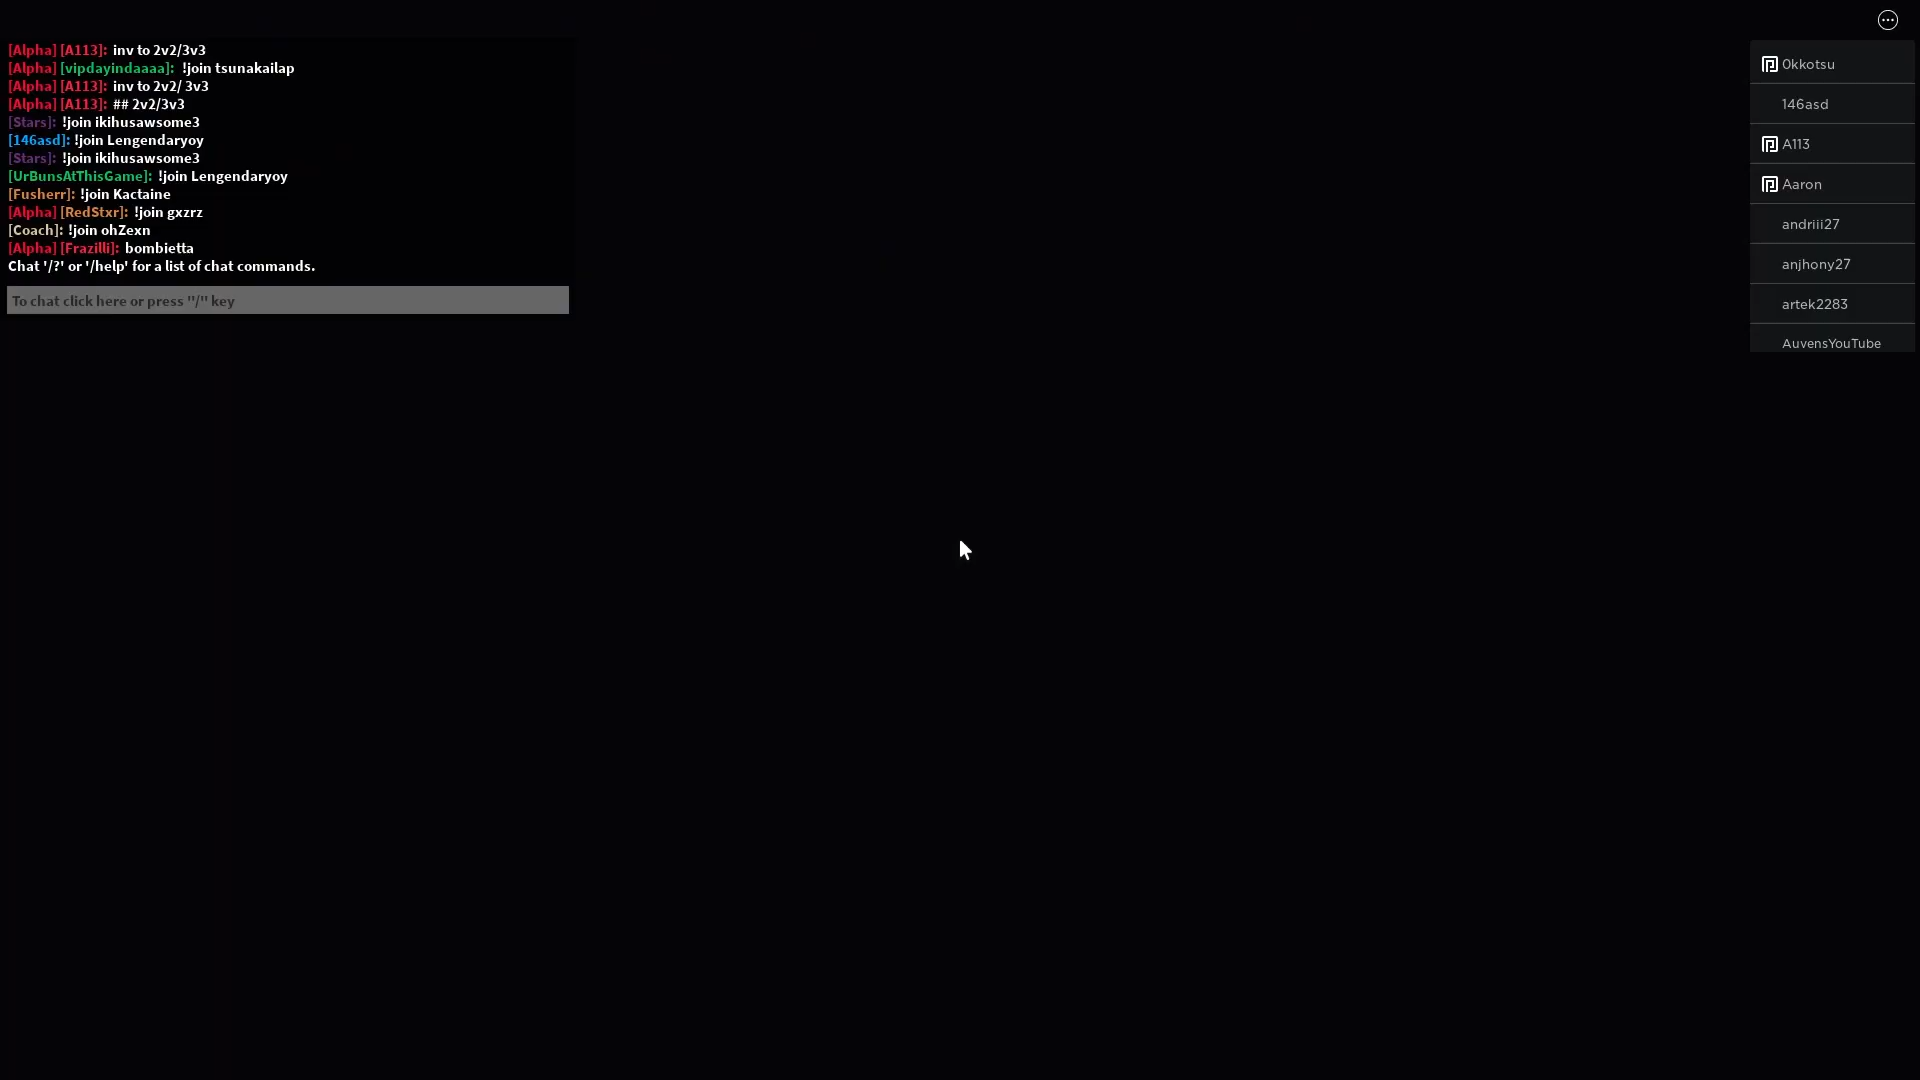 [Alpha] [A113]: inv to 2v2/3v3
[Alpha] [vipdayindaaaa]: !join tsunakailap
[Alpha] [A113]: inv to 2v2/ 3v3
[Alpha] [A113]: ## 2v2/3v3
[Stars]: !join ikihusawsome3
[146asd]: !join Lengendaryoy
[Stars]: !join ikihusawsome3
[UrBunsAtThisGame]: !join Lengendaryoy
[Fusherr]: !join Kactaine
[Alpha] [RedStxr]: !join gxzrz
[Coach]: !join ohZexn
[Alpha] [Frazilli]: bombietta
Chat '/?' or '/help' for a list of chat commands.
To chat click here or press "/" key
0kkotsu
146asd
A113
Aaron
andriii27
anjhony27
artek2283
AuvensYouTube